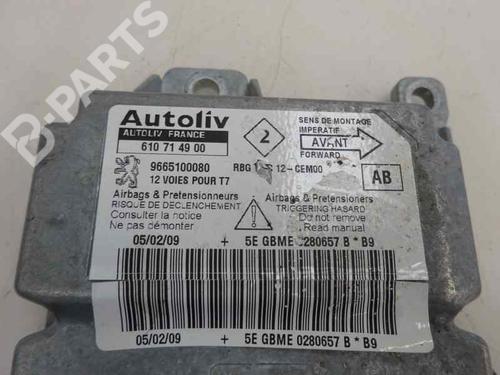 B-PARTS
Autoliv
AUTOLIV FRANCE
610 71 4 9 00
9665100080
12 VOIES POUR T7
Airbags & Pretensionneurs
RISQUE DE DECLENCHEMENT
Consulter la notice
Ne pas démonter
2
SENS DE MONTAGE
IMPERATIF
AVANT
FORWARD
RBG 12-CEM00
AB
Airbags & Pretensioners
TRIGGERING HASARD
Do not remove
Read manual
05/02/09 + 5E GBME 0280657 B * B9
05/02/09 + 5E GBME 0280657 B * B9